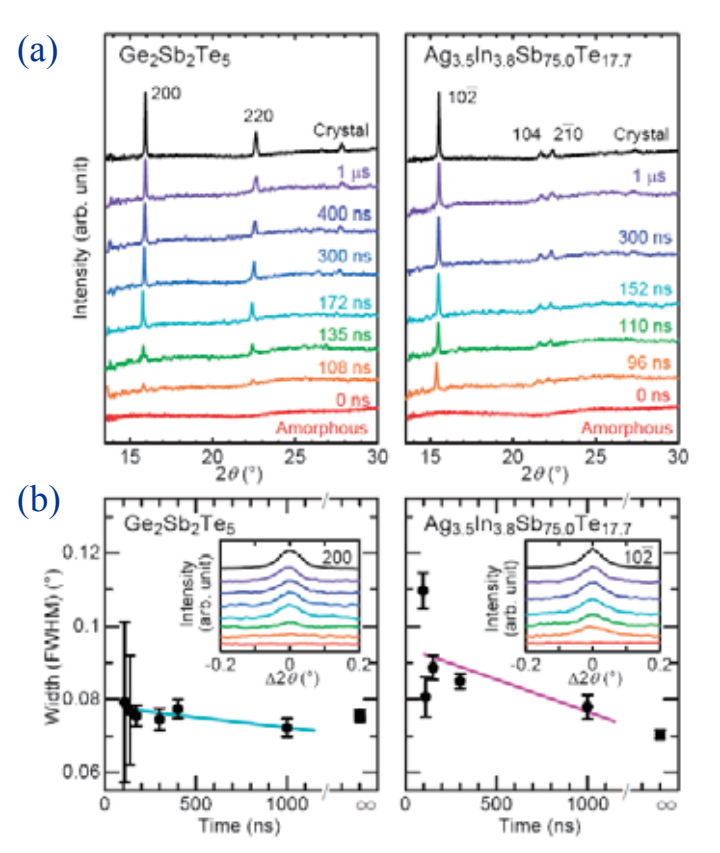 (a)
Ge2Sb2Te5
200
220
Crystal
1 μs
400 ns
300 ns
172 ns
135 ns
108 ns
0 ns
Amorphous
Intensity (arb. unit)
15 20 25 30
2θ (°)
Ag3.5In3.8Sb75.0Te17.7
102̅
104 21̅0
Crystal
1 μs
300 ns
152 ns
110 ns
96 ns
0 ns
Amorphous
15 20 25 30
2θ (°)
(b)
Ge2Sb2Te5
0.12
0.1
0.08
0.06
Width (FWHM) (°)
200
Intensity
(arb. unit)
-0.2 0 0.2
Δ2θ (°)
0 500 1000 ∞
Time (ns)
Ag3.5In3.8Sb75.0Te17.7
102̅
Intensity
(arb. unit)
-0.2 0 0.2
Δ2θ (°)
0 500 1000 ∞
Time (ns)